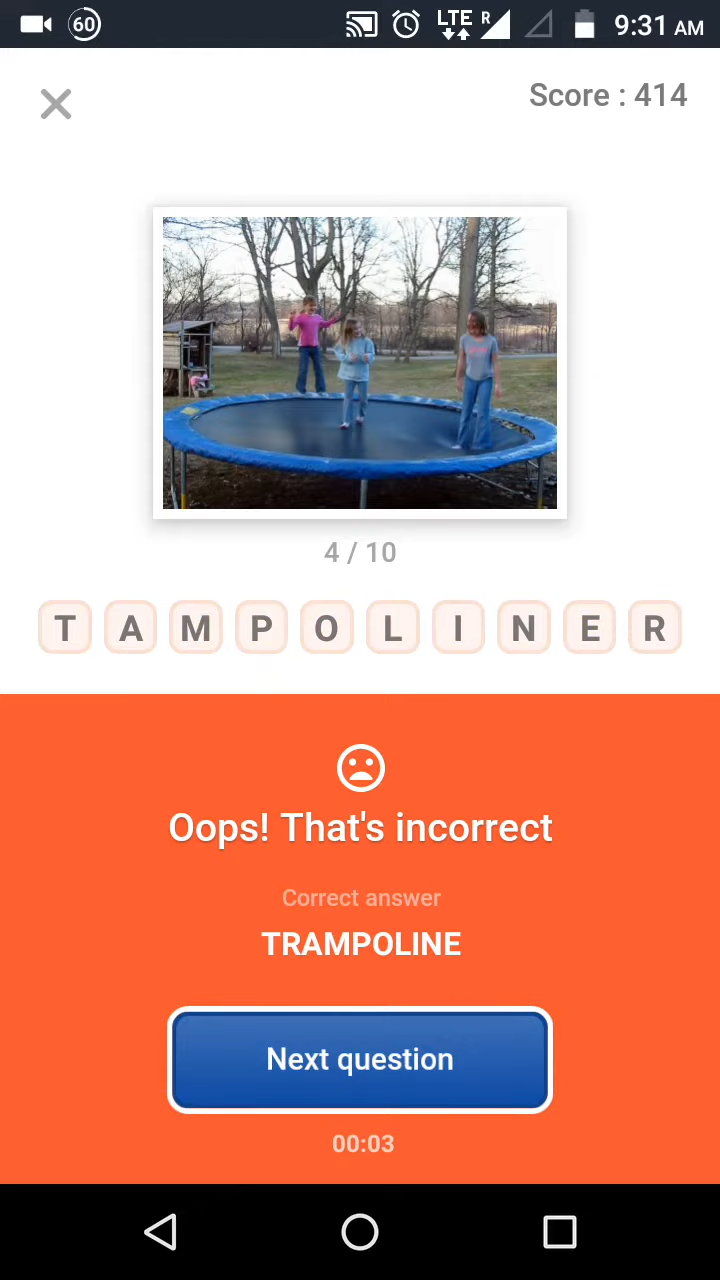 60 LTE R 9:31 AM
Score : 414
4 / 10
T A M P O L I N E R
Oops! That's incorrect
Correct answer
TRAMPOLINE
Next question
00:03